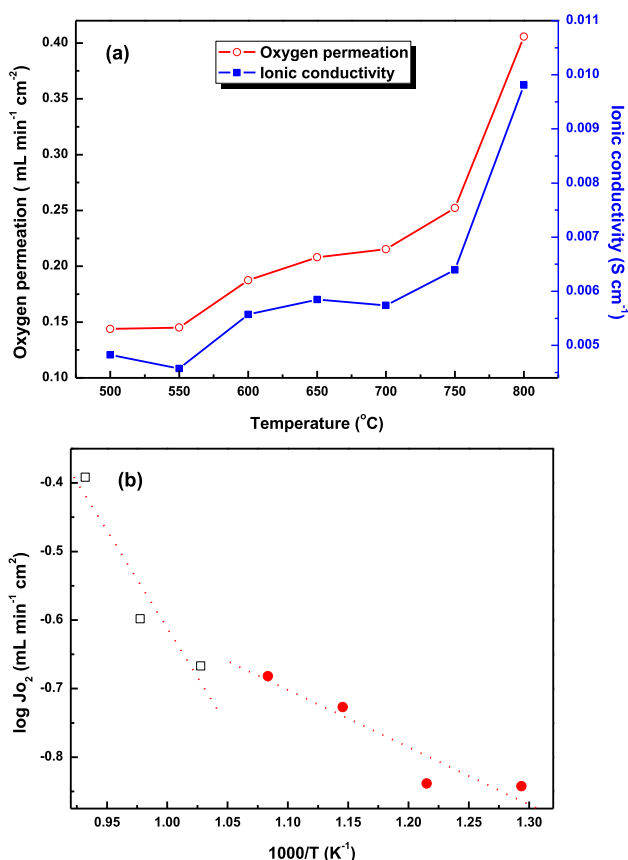 (a)
Oxygen permeation
Ionic conductivity
0.40
0.35
0.30
0.25
0.20
0.15
0.10
Oxygen permeation ( mL min⁻¹ cm⁻²)
0.011
0.010
0.009
0.008
0.007
0.006
0.005
Ionic conductivity (S cm⁻¹)
500 550 600 650 700 750 800
Temperature (°C)
(b)
-0.4
-0.5
-0.6
-0.7
-0.8
log Jo₂ (mL min⁻¹ cm²)
0.95 1.00 1.05 1.10 1.15 1.20 1.25 1.30
1000/T (K⁻¹)